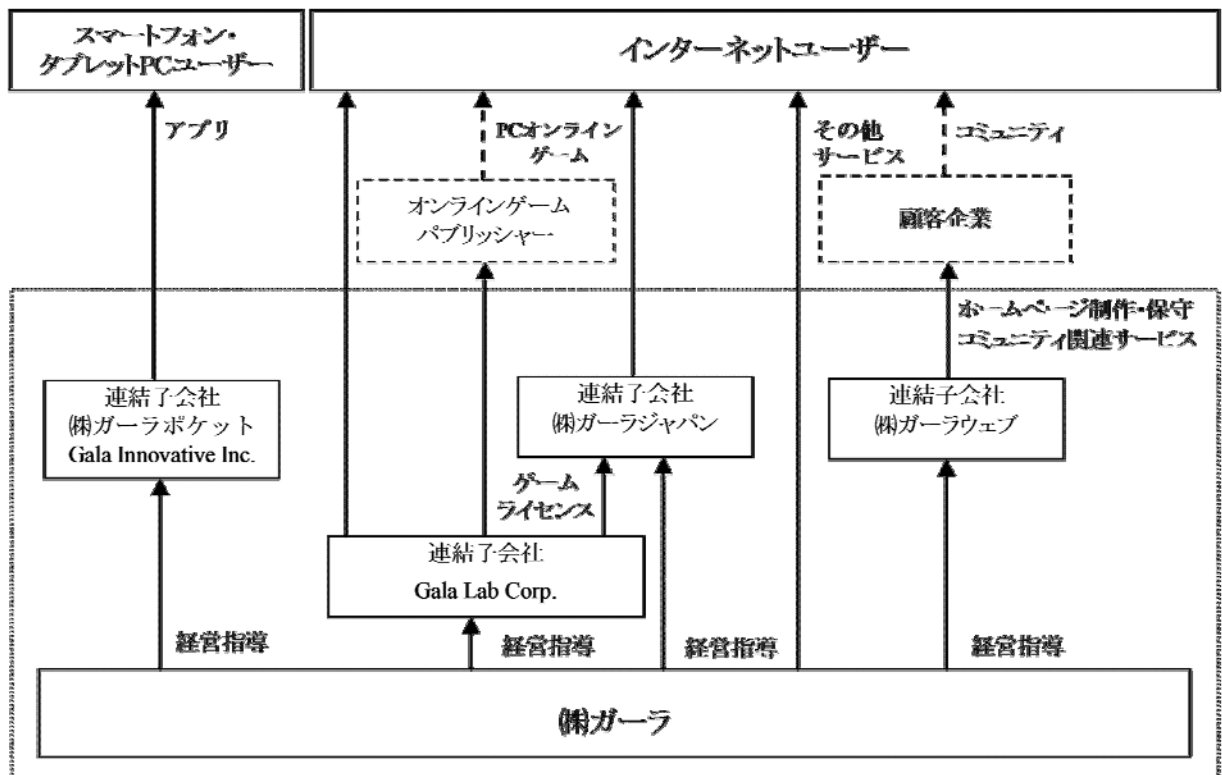 スマートフォン・
タブレットPCユーザー
インターネットユーザー
アプリ
PCオンライン
ゲーム
その他
サービス
コミュニティ
オンラインゲーム
パブリッシャー
顧客企業
ホームページ制作・保守
コミュニティ関連サービス
連結子会社
㈱ガーラポケット
Gala Innovative Inc.
連結子会社
㈱ガーラジャパン
連結子会社
㈱ガーラウェブ
ゲーム
ライセンス
連結子会社
Gala Lab Corp.
経営指導
経営指導
経営指導
経営指導
㈱ガーラ